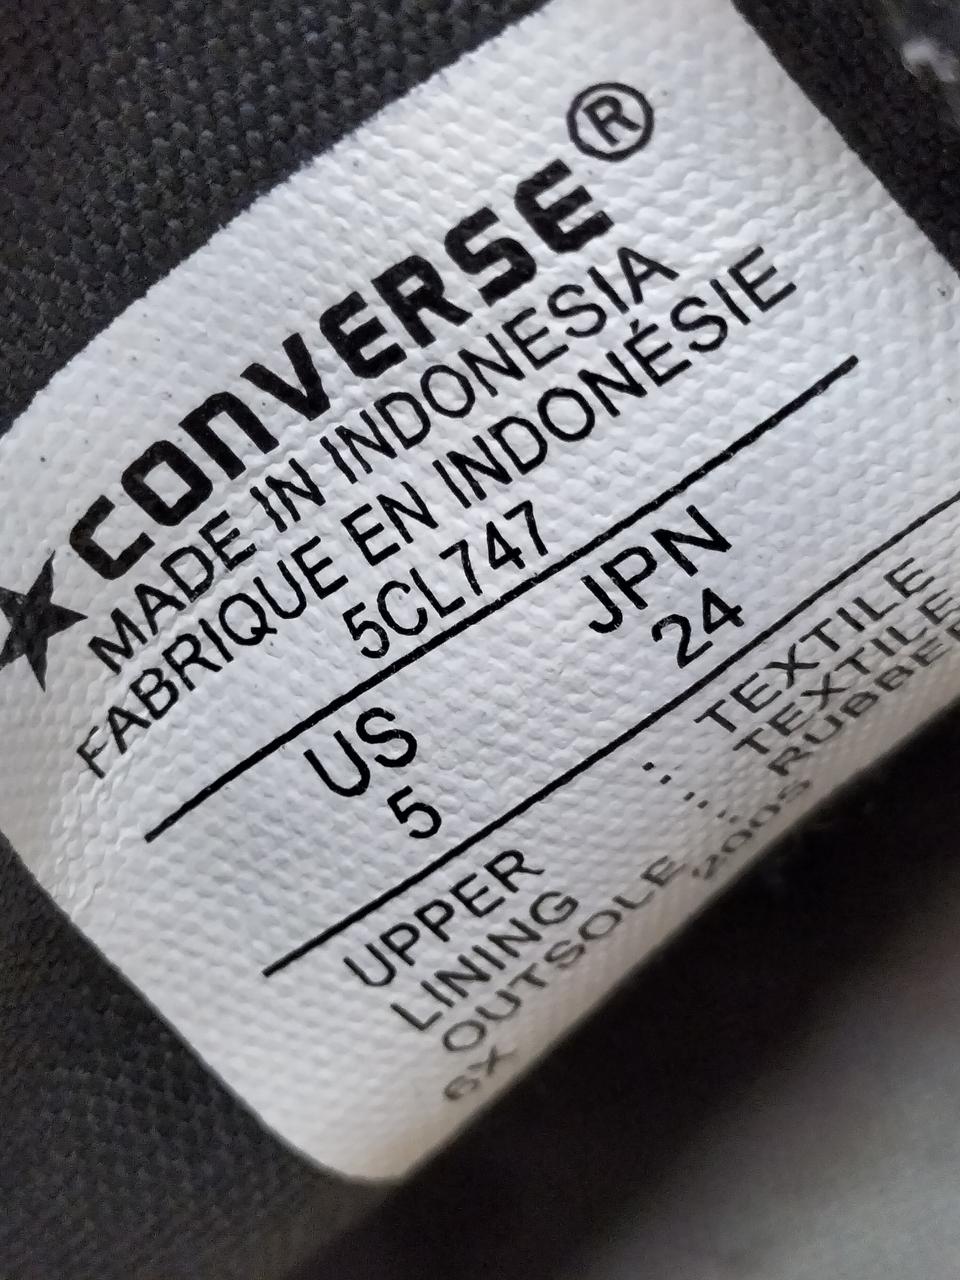 ★CONVERSE®
MADE IN INDONESIA
FABRIQUE EN INDONÉSIE
5CL747
US JPN
5 24
UPPER : TEXTILE
LINING : TEXTILE
OUTSOLE : RUBBER
6X 2005